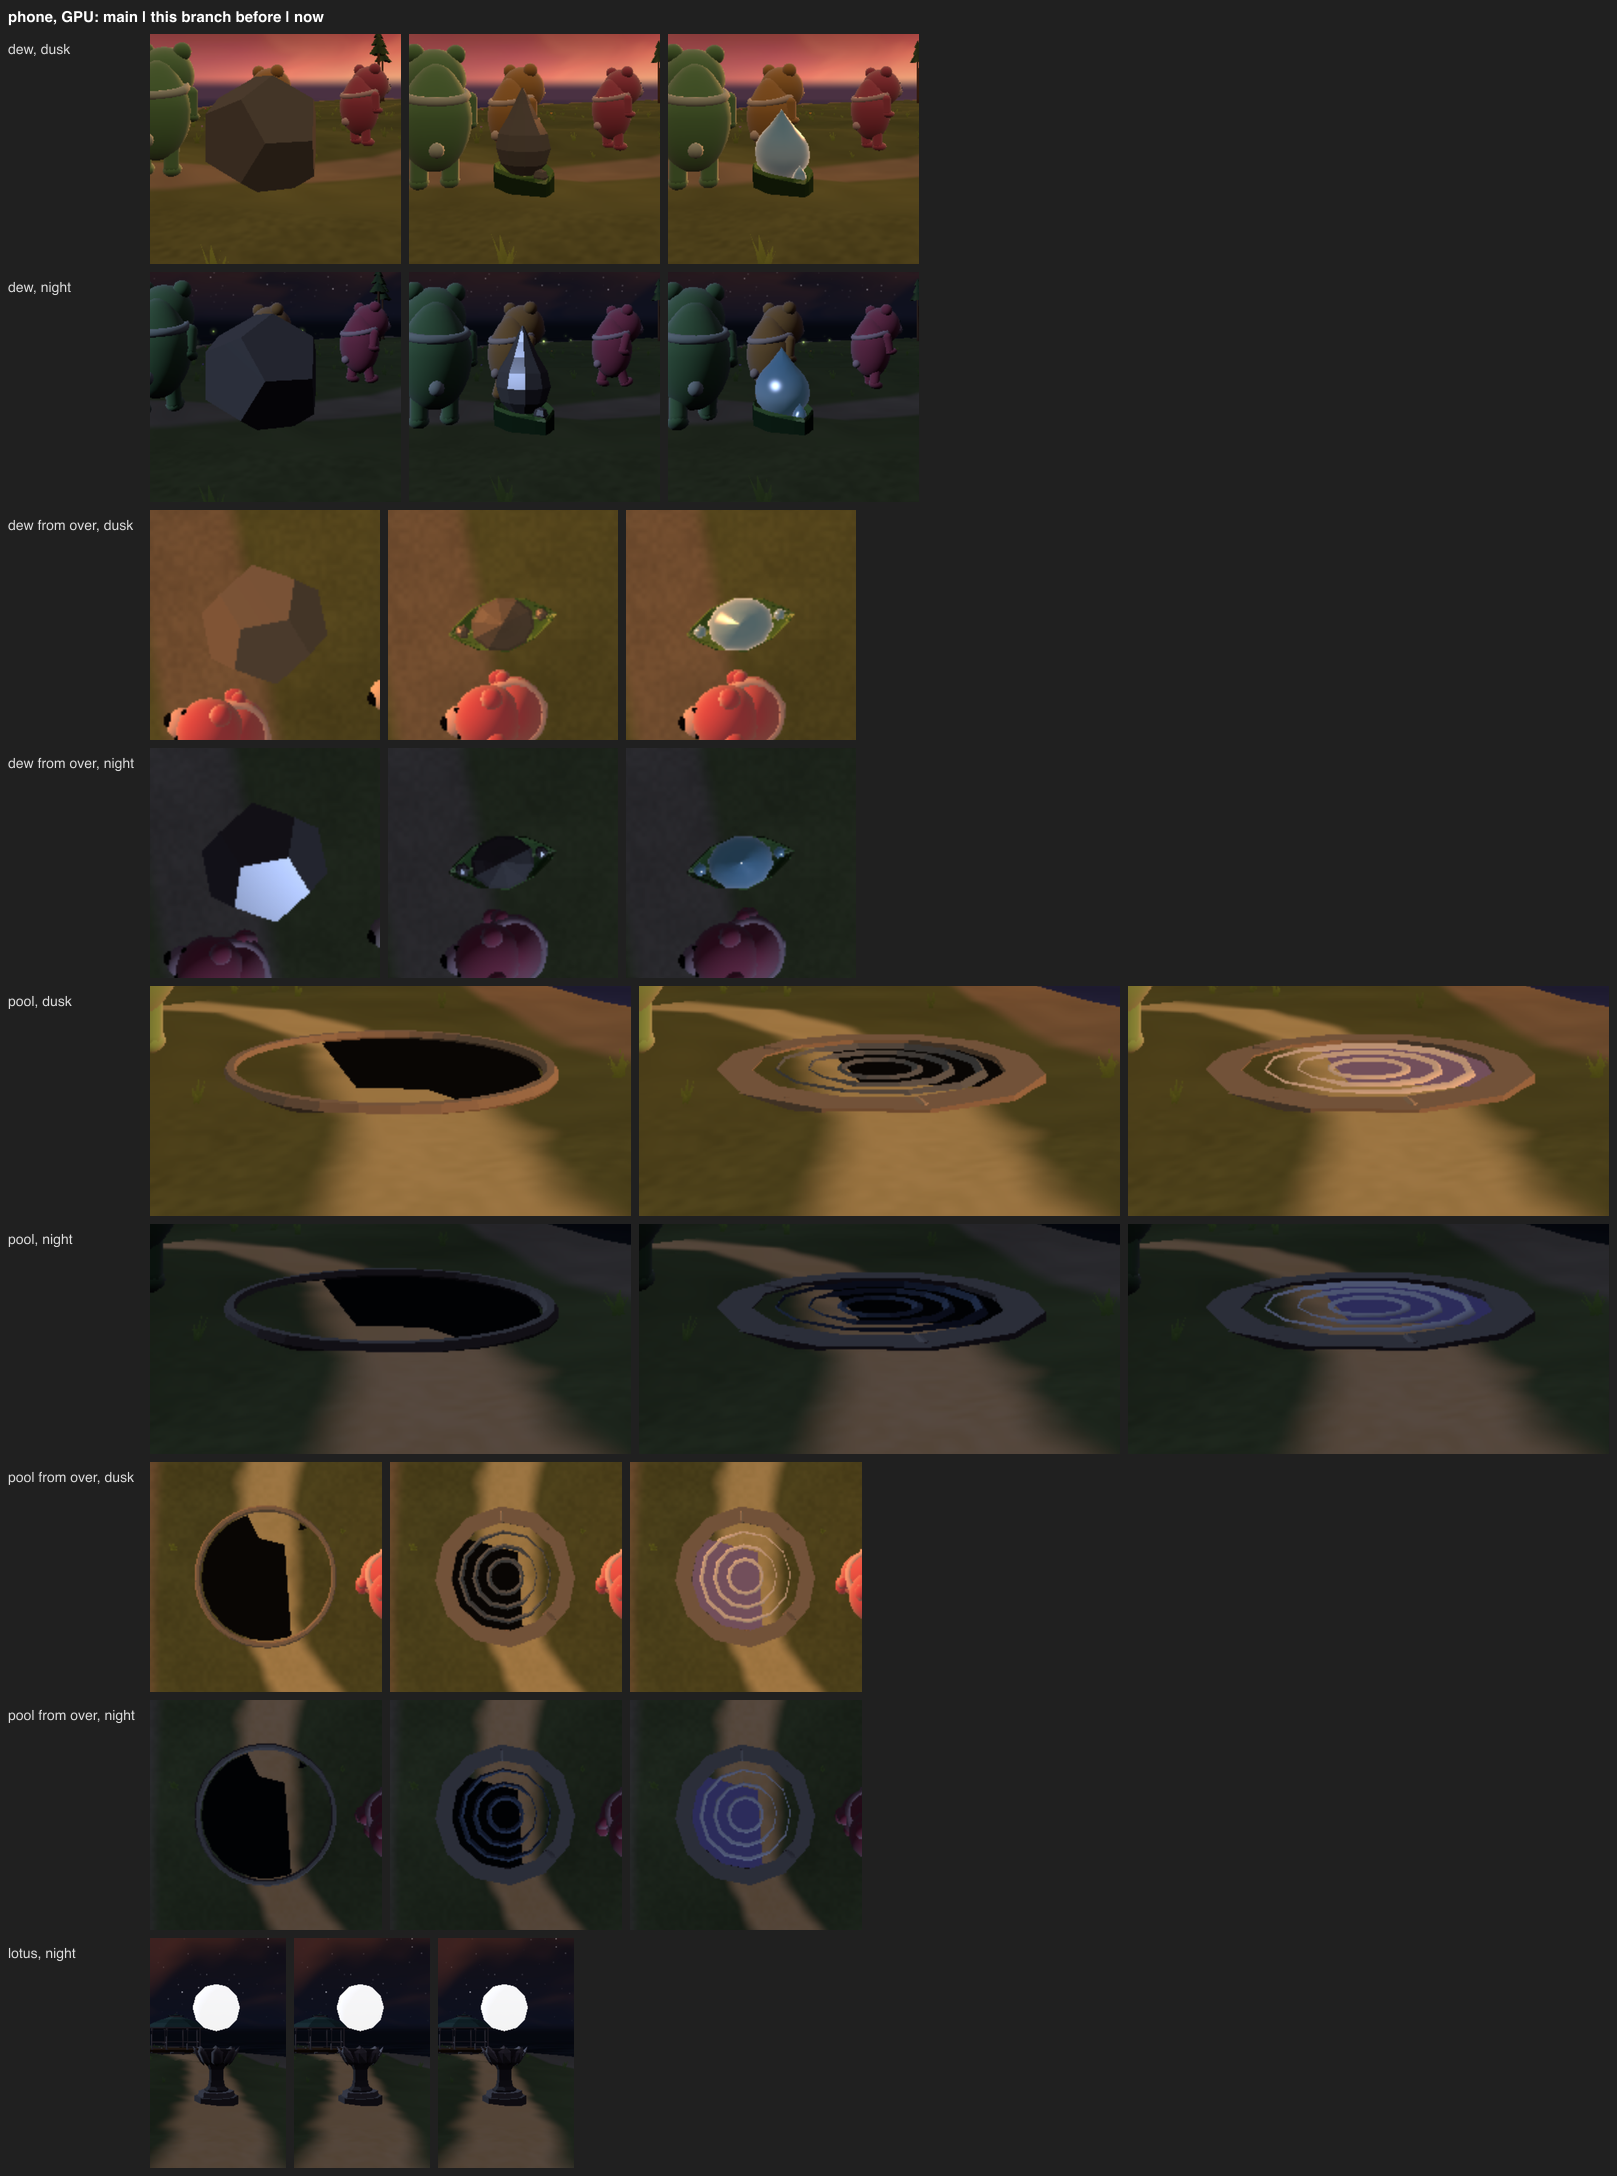 phone, GPU: main | this branch before | now
dew, dusk
dew, night
dew from over, dusk
dew from over, night
pool, dusk
pool, night
pool from over, dusk
pool from over, night
lotus, night